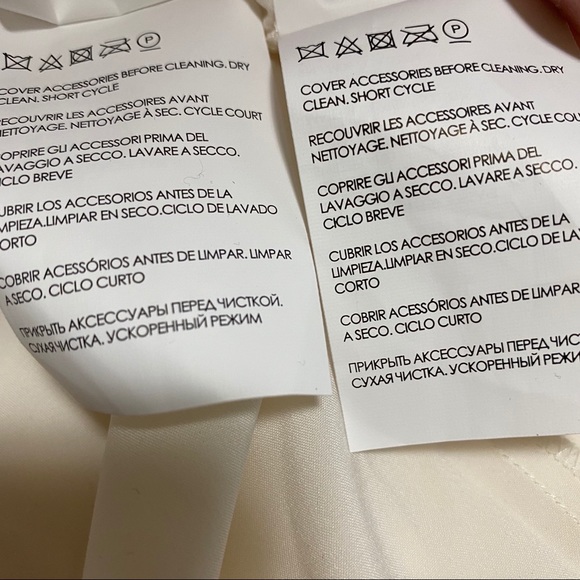 P
COVER ACCESSORIES BEFORE CLEANING. DRY
CLEAN. SHORT CYCLE
RECOUVRIR LES ACCESSOIRES AVANT
NETTOYAGE. NETTOYAGE À SEC. CYCLE COURT
COPRIRE GLI ACCESSORI PRIMA DEL
LAVAGGIO A SECCO. LAVARE A SECCO.
CICLO BREVE
CUBRIR LOS ACCESORIOS ANTES DE LA
LIMPIEZA.LIMPIAR EN SECO.CICLO DE LAVADO
CORTO
COBRIR ACESSÓRIOS ANTES DE LIMPAR. LIMPAR
A SECO. CICLO CURTO
ПРИКРЫТЬ АКСЕССУАРЫ ПЕРЕД ЧИСТКОЙ.
СУХАЯ ЧИСТКА. УСКОРЕННЫЙ РЕЖИМ
P
COVER ACCESSORIES BEFORE CLEANING. DRY
CLEAN. SHORT CYCLE
RECOUVRIR LES ACCESSOIRES AVANT
NETTOYAGE. NETTOYAGE À SEC. CYCLE COU
COPRIRE GLI ACCESSORI PRIMA DEL
LAVAGGIO A SECCO. LAVARE A SECCO.
CICLO BREVE
CUBRIR LOS ACCESORIOS ANTES DE LA
LIMPIEZA.LIMPIAR EN SECO.CICLO DE LA
CORTO
COBRIR ACESSÓRIOS ANTES DE LIMPAR
A SECO. CICLO CURTO
ПРИКРЫТЬ АКСЕССУАРЫ ПЕРЕД ЧИС
СУХАЯ ЧИСТКА. УСКОРЕННЫЙ РЕЖИ